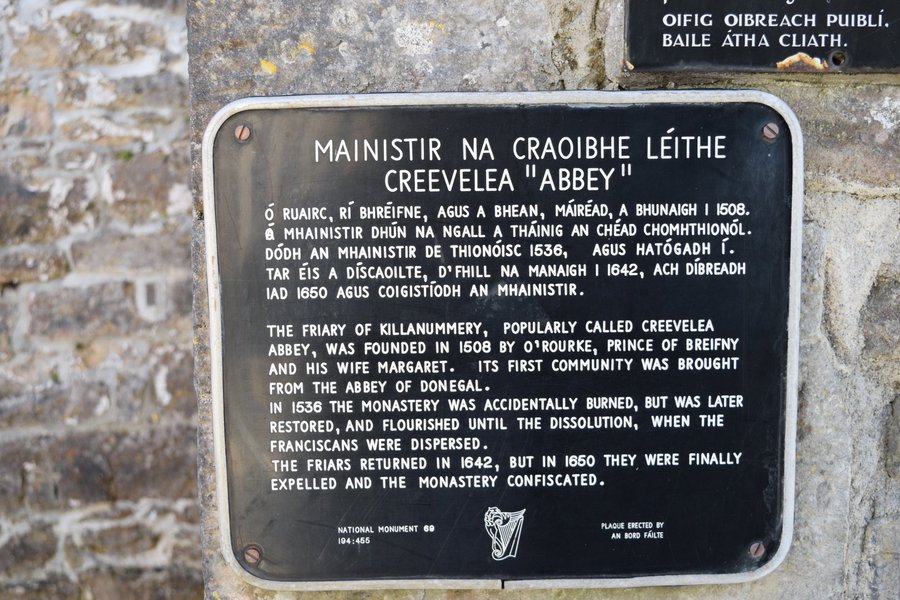 OIFIG OIBREACH PUIBLÍ.
BAILE ÁTHA CLIATH.
MAINISTIR NA CRAOIBHE LÉITHE
CREEVELEA "ABBEY"
Ó RUAIRC, RÍ BHRÉIFNE, AGUS A BHEAN, MÁIRÉAD, A BHUNAIGH I 1508.
Ó MHAINISTIR DHÚN NA NGALL A THÁINIG AN CHÉAD CHOMHTHIONÓL.
DÓDH AN MHAINISTIR DE THIONÓISC 1536, AGUS HATÓGADH Í.
TAR ÉIS A DÍSCAOILTE, D'FHILL NA MANAIGH I 1642, ACH DÍBREADH
IAD 1650 AGUS COIGISTÍODH AN MHAINISTIR.
THE FRIARY OF KILLANUMMERY, POPULARLY CALLED CREEVELEA
ABBEY, WAS FOUNDED IN 1508 BY O'ROURKE, PRINCE OF BREIFNY
AND HIS WIFE MARGARET. ITS FIRST COMMUNITY WAS BROUGHT
FROM THE ABBEY OF DONEGAL.
IN 1536 THE MONASTERY WAS ACCIDENTALLY BURNED, BUT WAS LATER
RESTORED, AND FLOURISHED UNTIL THE DISSOLUTION, WHEN THE
FRANCISCANS WERE DISPERSED.
THE FRIARS RETURNED IN 1642, BUT IN 1650 THEY WERE FINALLY
EXPELLED AND THE MONASTERY CONFISCATED.
NATIONAL MONUMENT 69
194:455
PLAQUE ERECTED BY
AN BORD FÁILTE